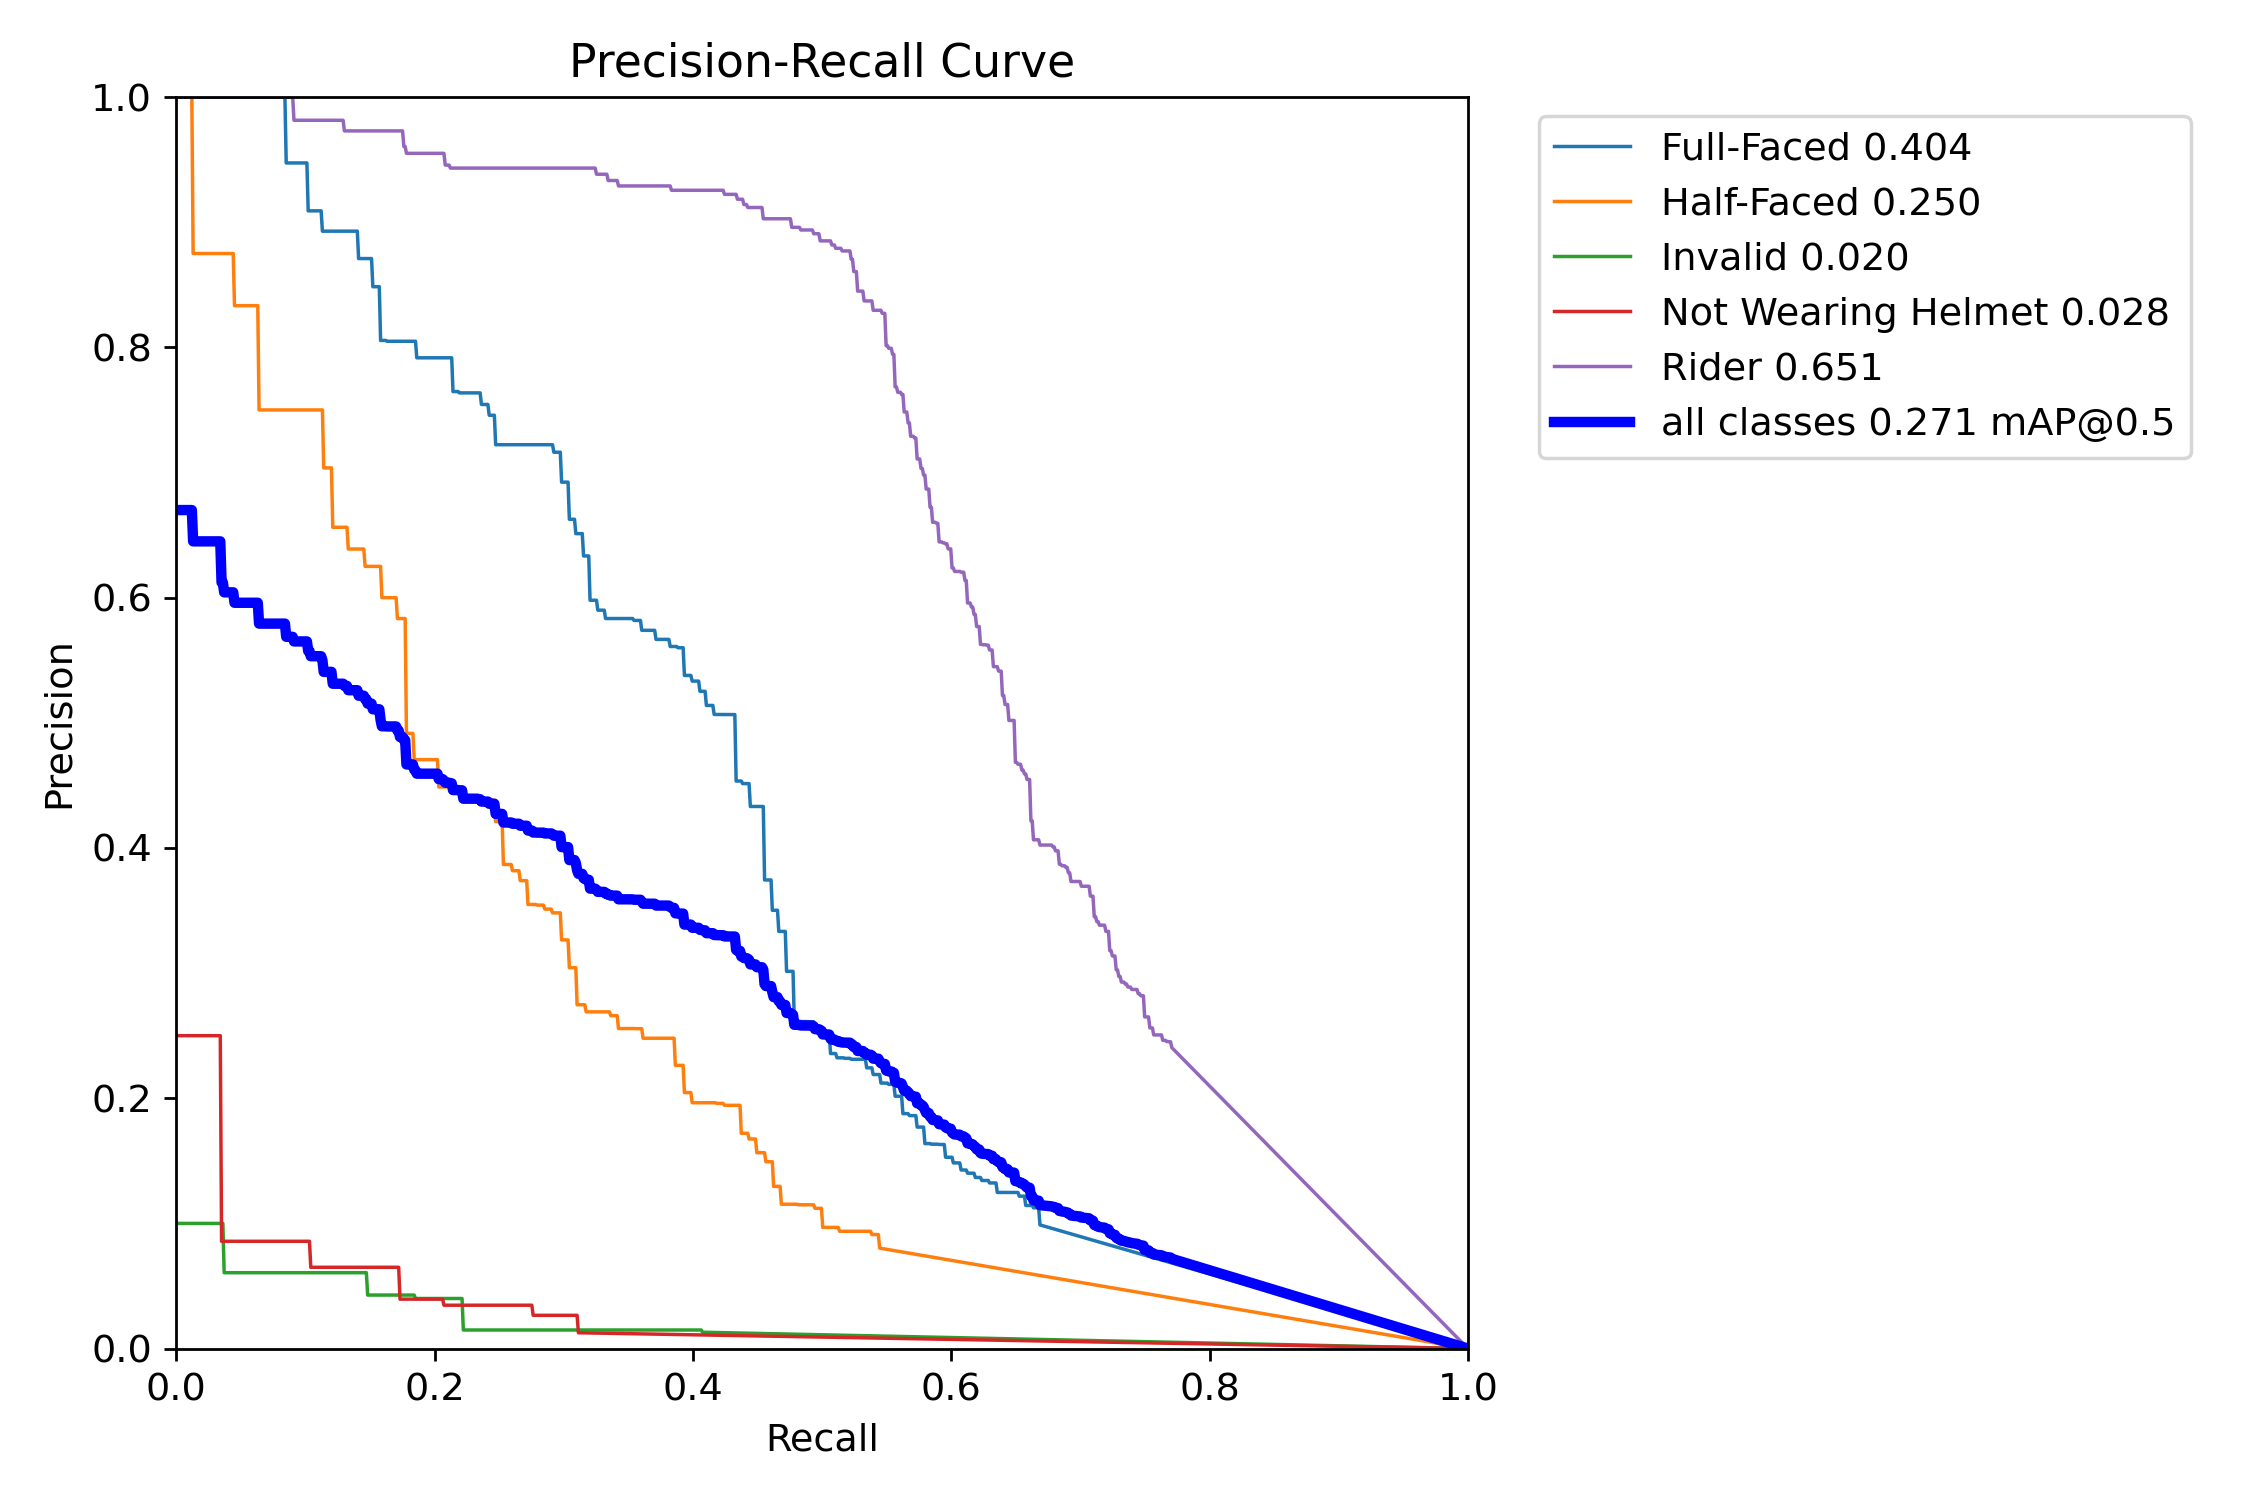 Precision-Recall Curve
1.0
0.8
0.6
0.4
0.2
0.0
Precision
0.0 0.2 0.4 0.6 0.8 1.0
Recall
Full-Faced 0.404
Half-Faced 0.250
Invalid 0.020
Not Wearing Helmet 0.028
Rider 0.651
all classes 0.271 mAP@0.5